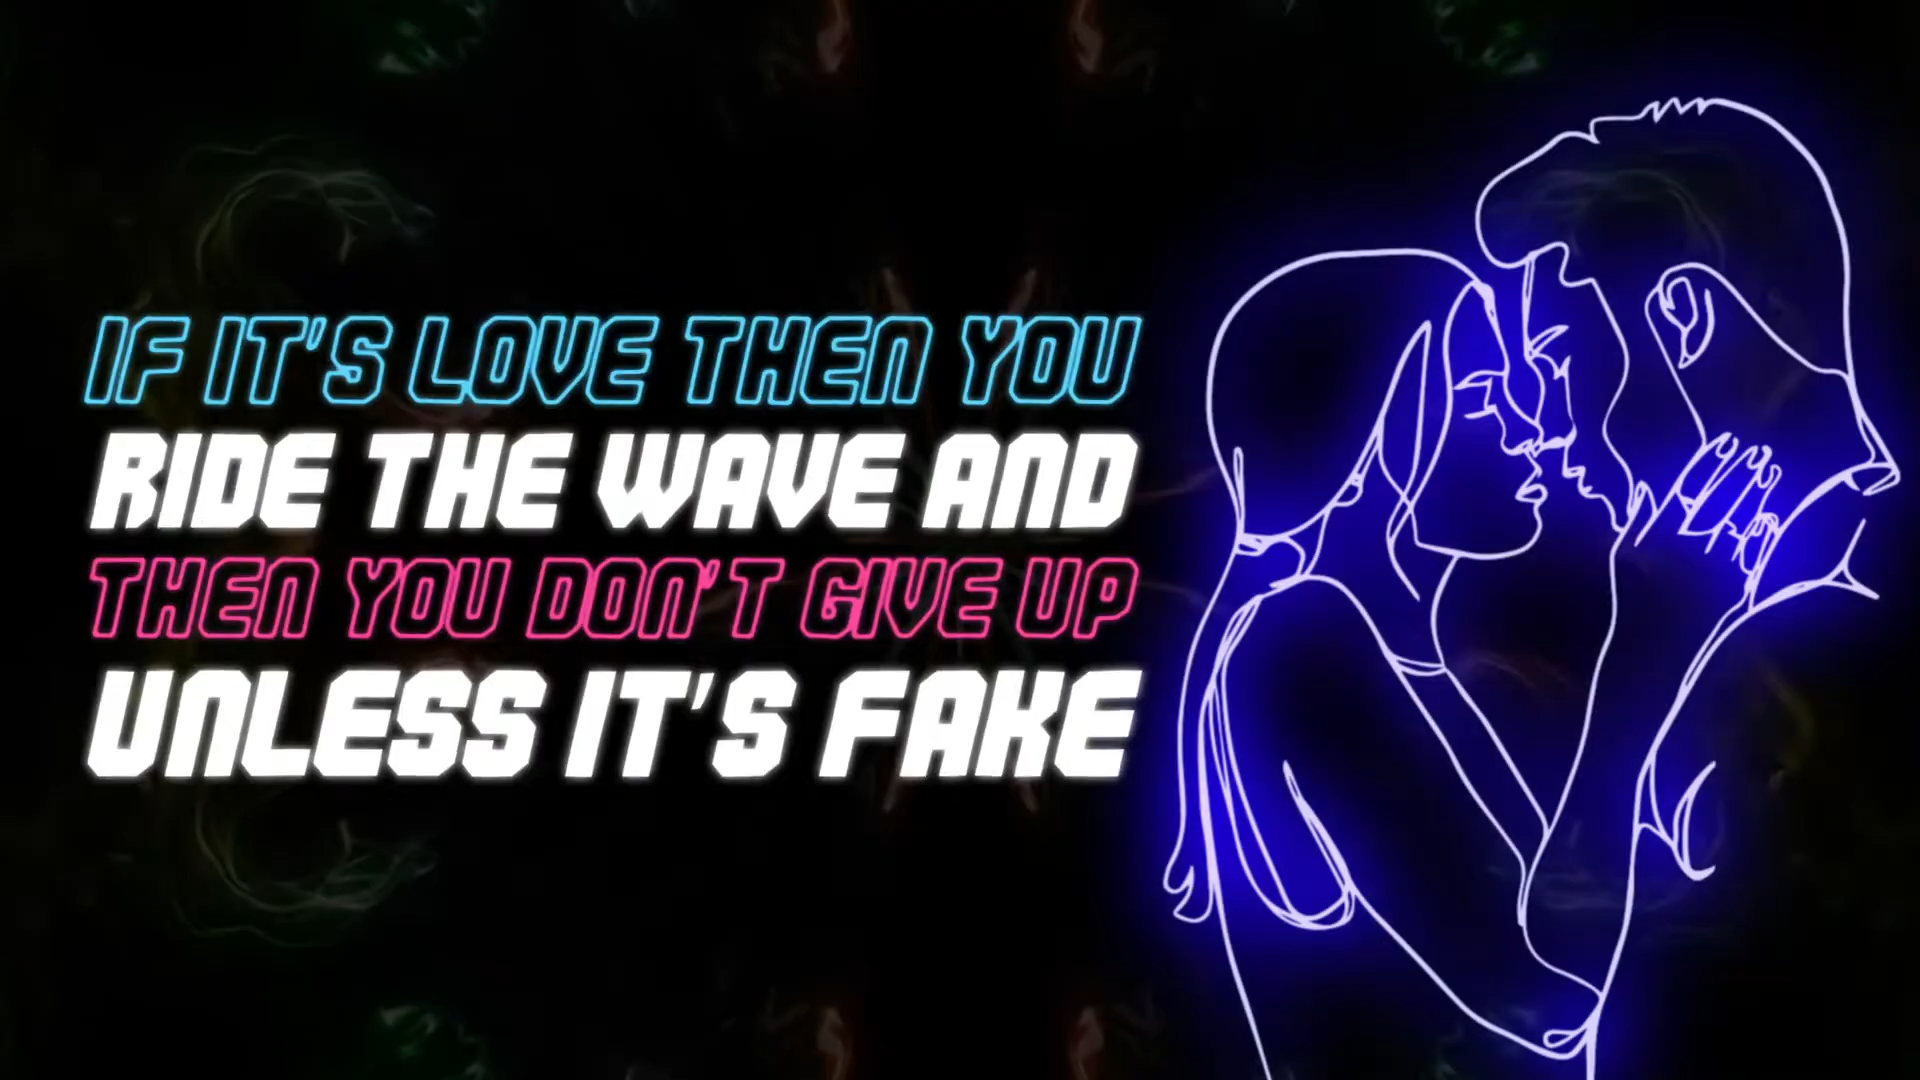 IF IT'S LOVE THEN YOU
RIDE THE WAVE AND
THEN YOU DON'T GIVE UP
UNLESS IT'S FAKE